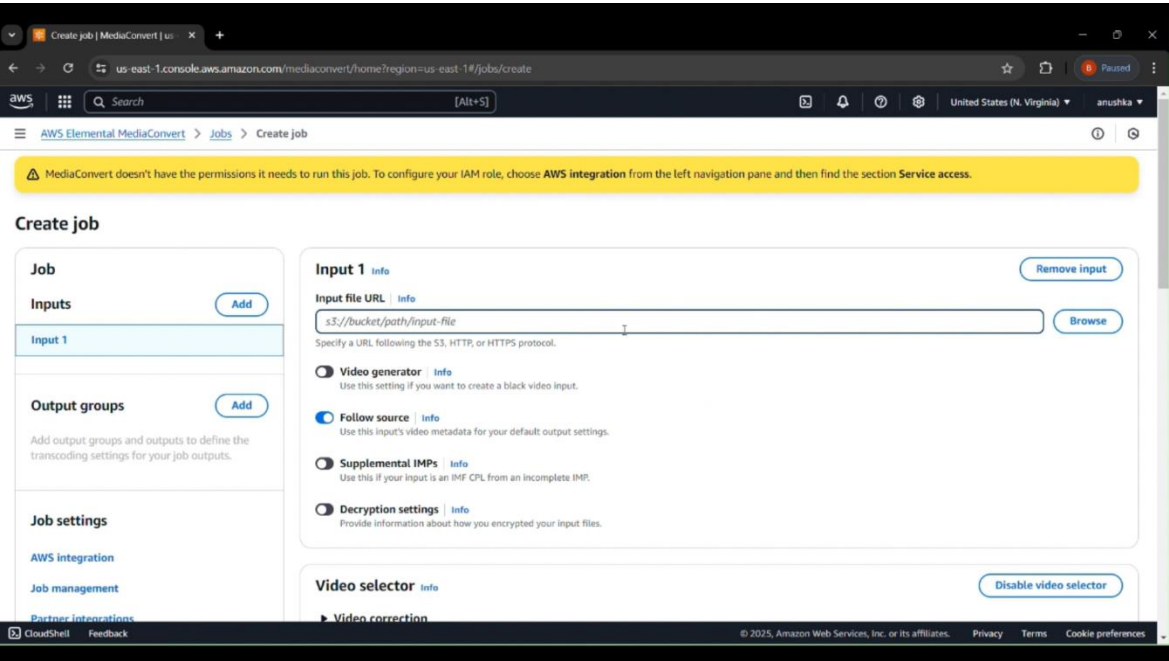 Create job | MediaConvert | us-
us-east-1.console.aws.amazon.com/mediaconvert/home?region=us-east-1#/jobs/create
B Paused
aws
Search [Alt+S]
United States (N. Virginia)
anushka
AWS Elemental MediaConvert > Jobs > Create job
MediaConvert doesn't have the permissions it needs to run this job. To configure your IAM role, choose AWS integration from the left navigation pane and then find the section Service access.
Create job
Job
Inputs
Add
Input 1
Output groups
Add
Add output groups and outputs to define the
transcoding settings for your job outputs.
Job settings
AWS integration
Job management
Partner integrations
Input 1 Info
Remove input
Input file URL | Info
s3://bucket/path/input-file
Browse
Specify a URL following the S3, HTTP, or HTTPS protocol.
Video generator | Info
Use this setting if you want to create a black video input.
Follow source | Info
Use this input's video metadata for your default output settings.
Supplemental IMPs | Info
Use this if your input is an IMF CPL from an incomplete IMP.
Decryption settings | Info
Provide information about how you encrypted your input files.
Video selector Info
Disable video selector
Video correction
CloudShell
Feedback
© 2025, Amazon Web Services, Inc. or its affiliates.
Privacy
Terms
Cookie preferences